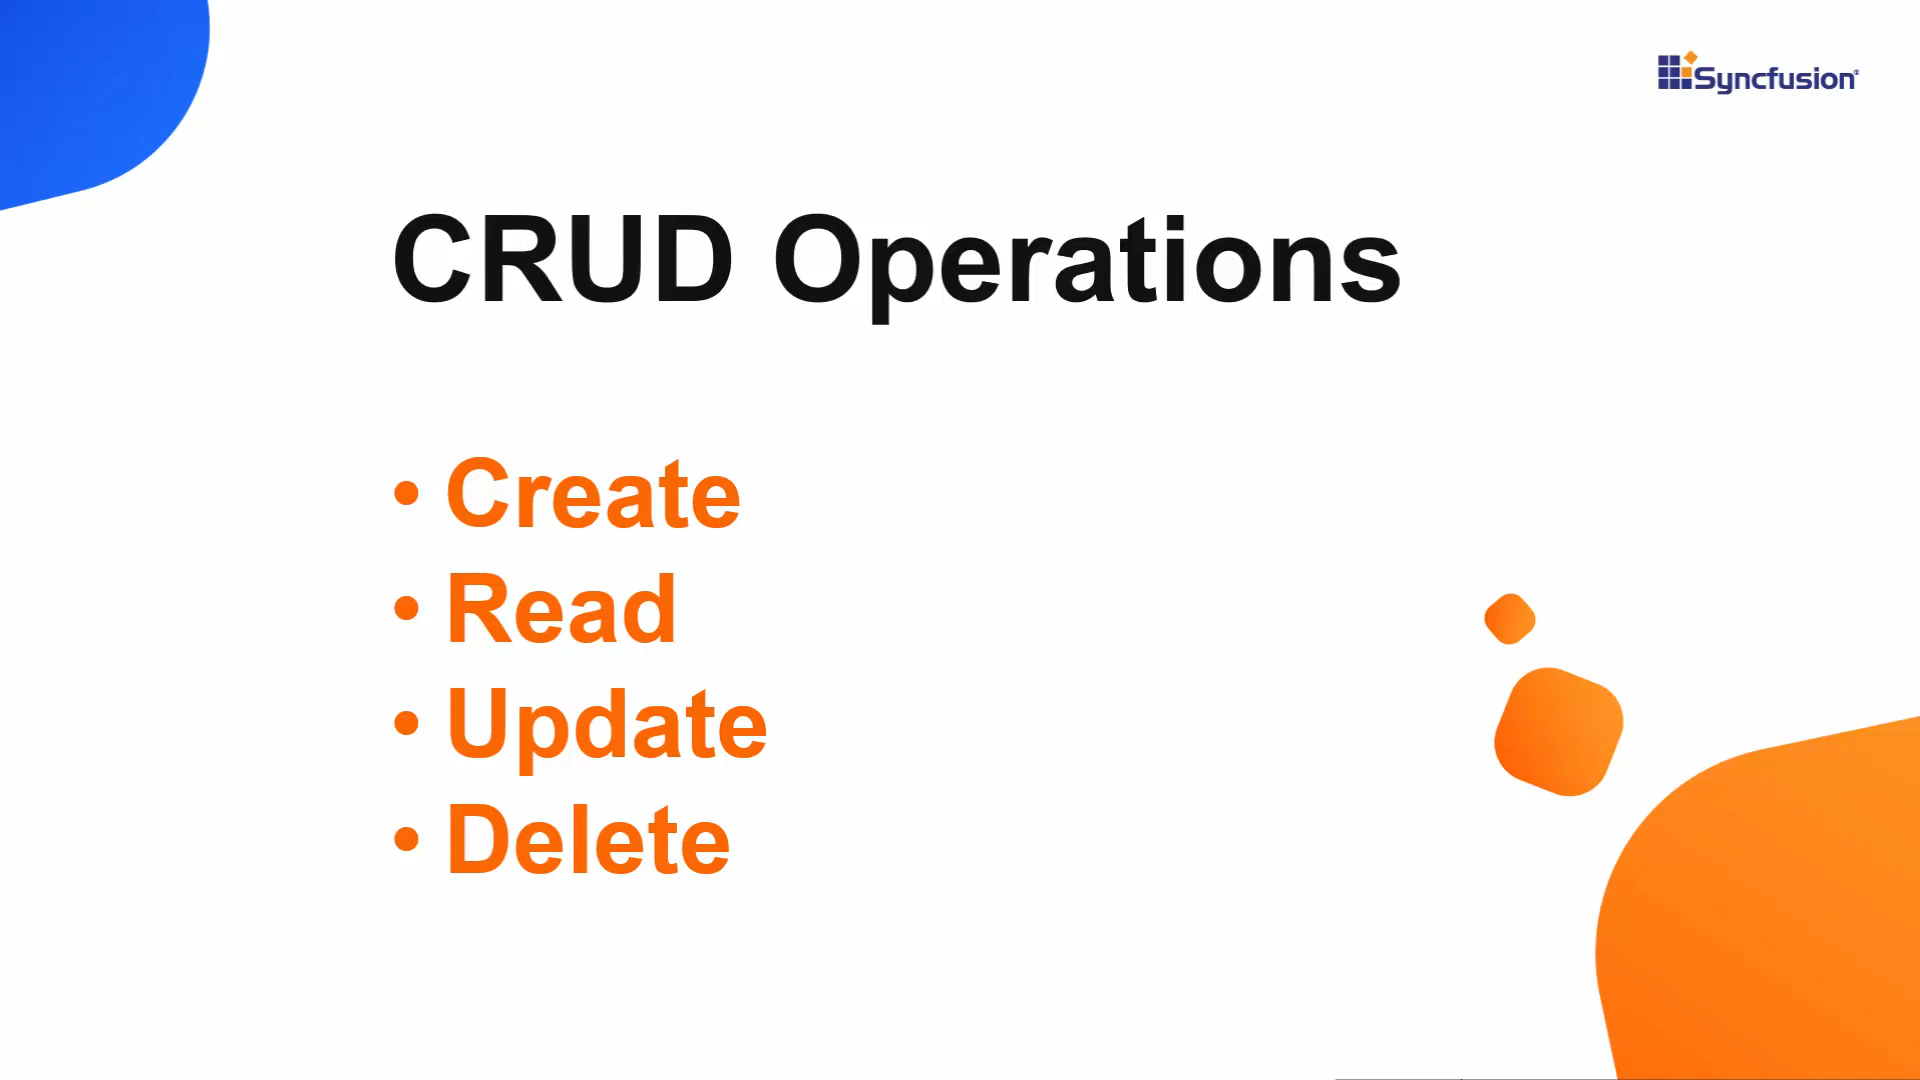 Syncfusion®
CRUD Operations
• Create
• Read
• Update
• Delete